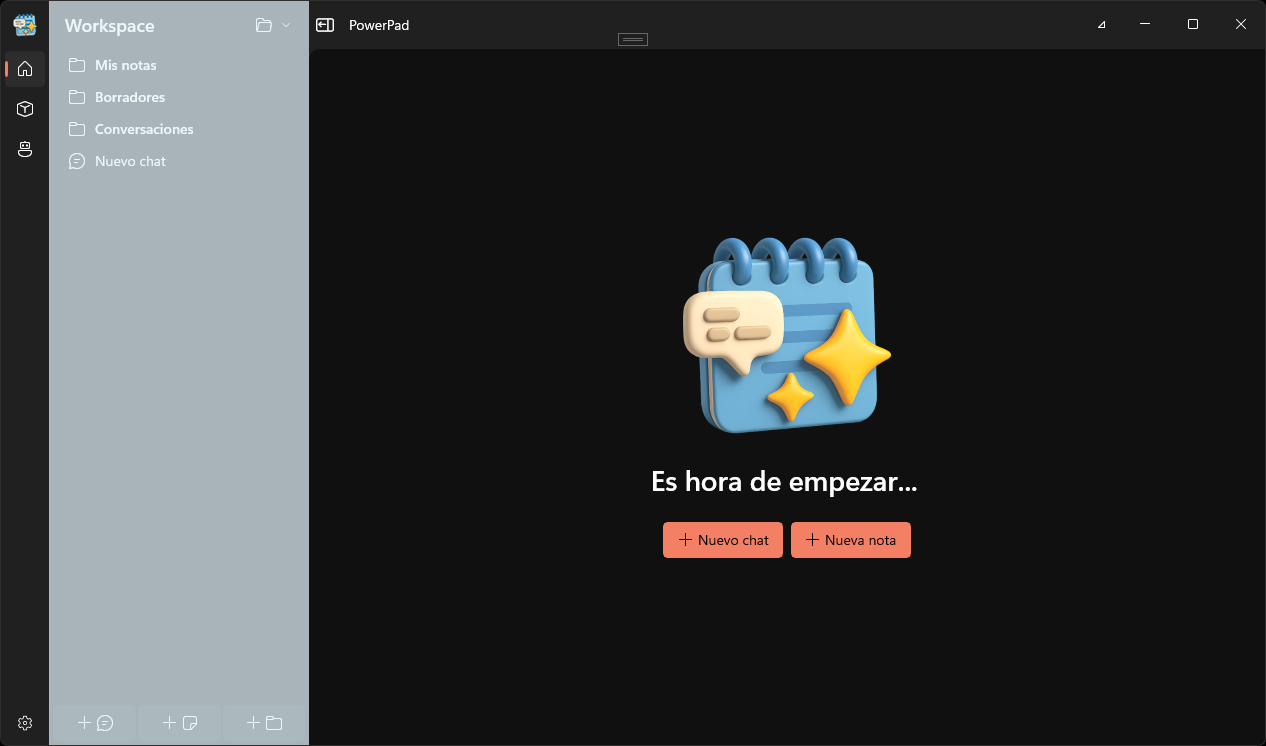 Workspace
PowerPad
Mis notas
Borradores
Conversaciones
Nuevo chat
Es hora de empezar...
Nuevo chat
Nueva nota